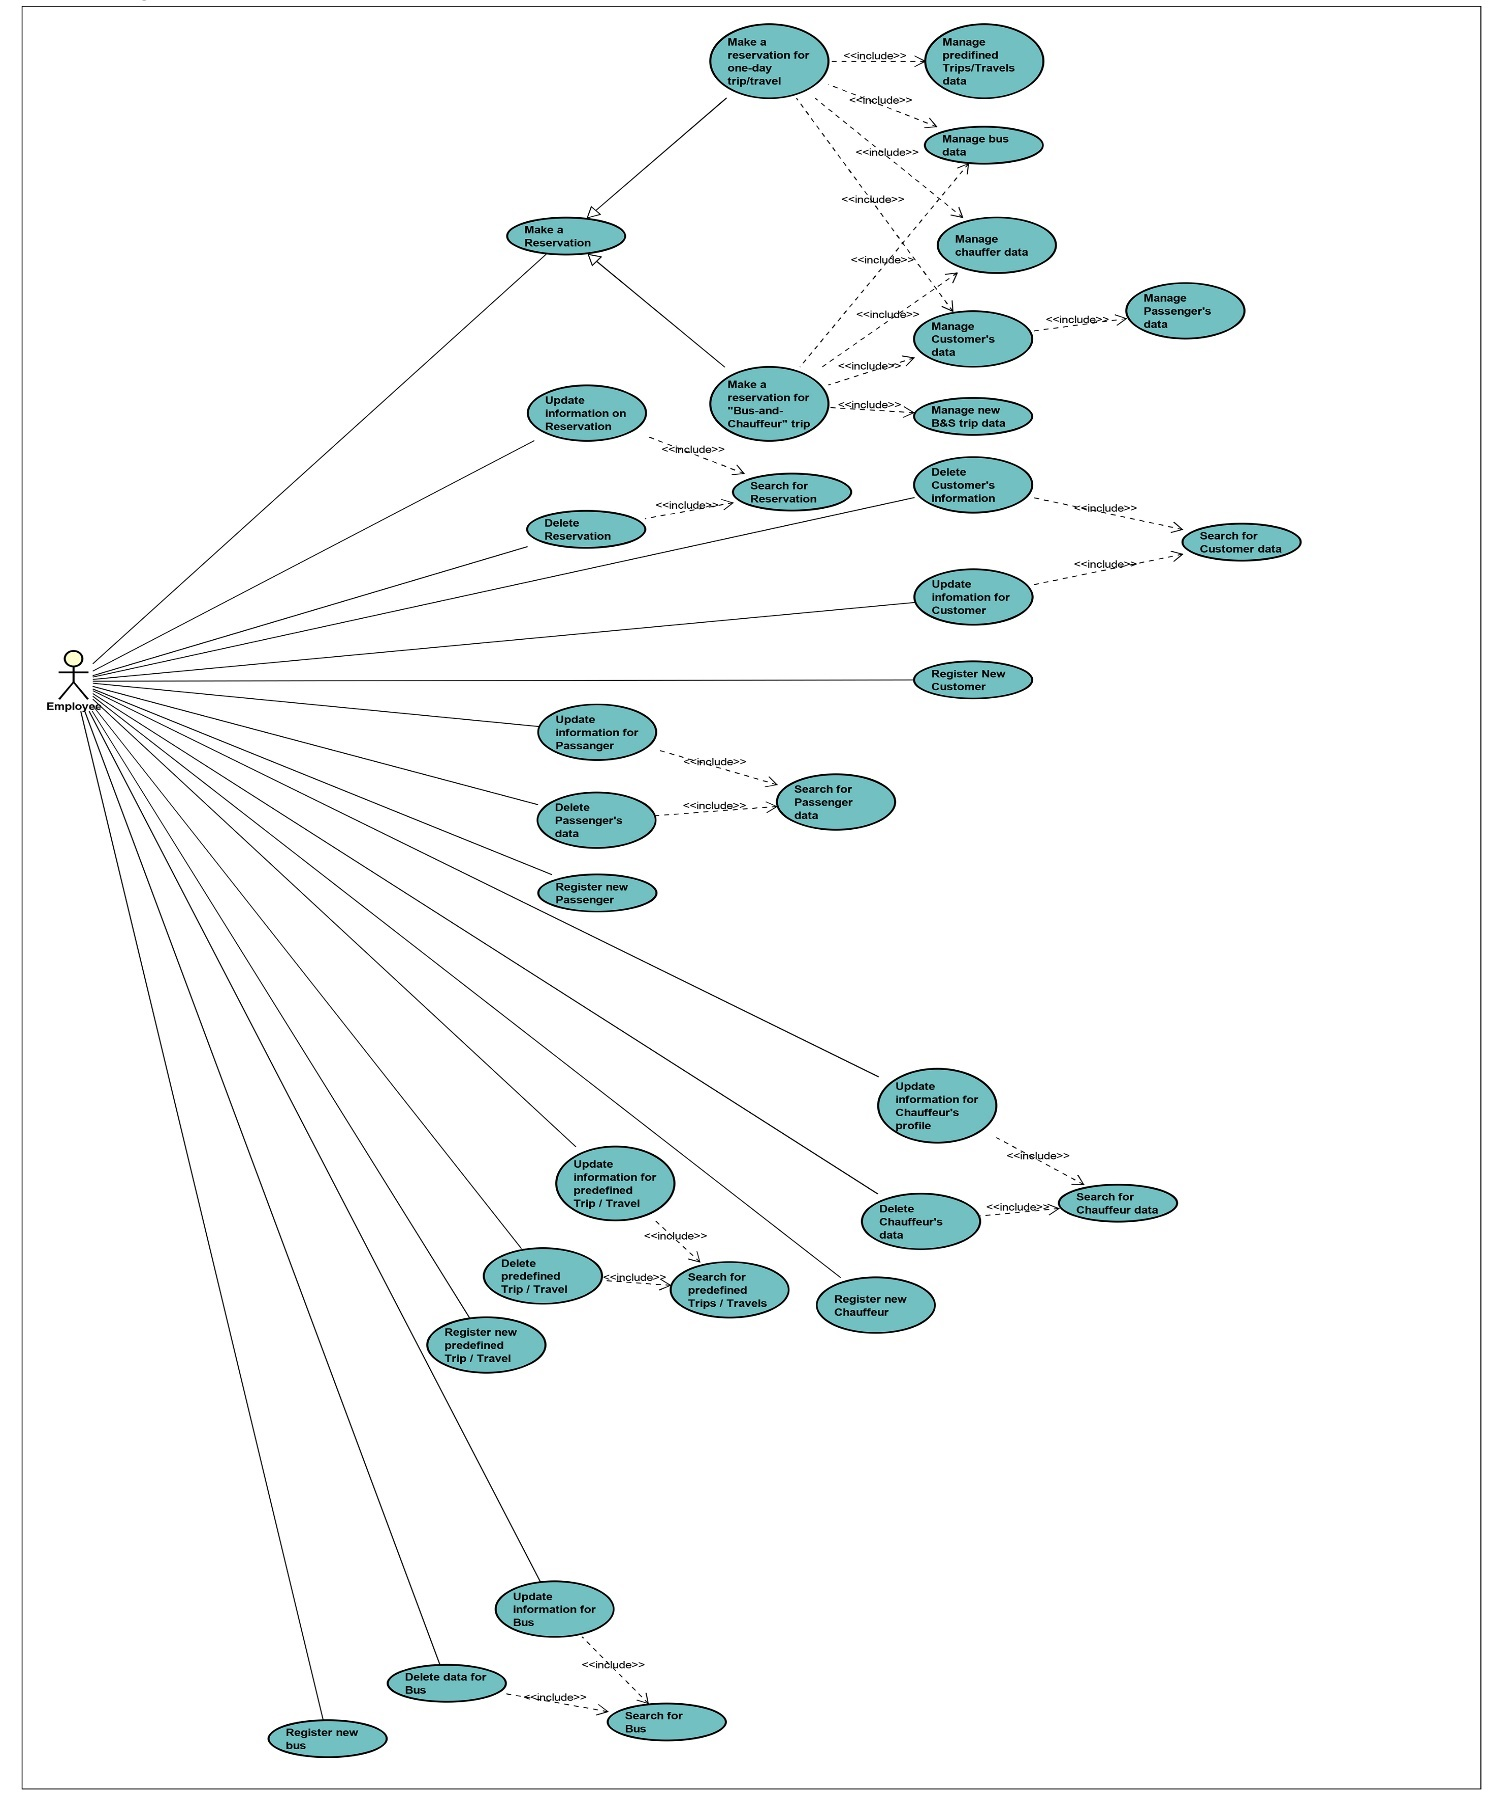 Make a
reservation for
one-day
trip/travel
<<include>>
Manage
predifined
Trips/Travels
data
<<include>>
Manage bus
data
<<include>>
<<include>>
Make a
Reservation
Manage
chauffer data
<<include>>
Manage
Passenger's
data
<<include>>
<<include>>
Manage
Customer's
data
<<include>>
Make a
reservation for
"Bus-and-
Chauffeur" trip
<<include>>
Manage new
B&S trip data
Update
information on
Reservation
<<include>>
Search for
Reservation
<<include>>
Delete
Reservation
Delete
Customer's
information
<<include>>
Search for
Customer data
<<include>>
Update
infomation for
Customer
Employee
Register New
Customer
Update
information for
Passanger
<<include>>
Search for
Passenger
data
<<include>>
Delete
Passenger's
data
Register new
Passenger
Update
information for
Chauffeur's
profile
<<include>>
Search for
Chauffeur data
<<include>>
Delete
Chauffeur's
data
Update
information for
predefined
Trip / Travel
<<include>>
Delete
predefined
Trip / Travel
<<include>>
Search for
predefined
Trips / Travels
Register new
Chauffeur
Register new
predefined
Trip / Travel
Update
information for
Bus
<<include>>
Delete data for
Bus
<<include>>
Search for
Bus
Register new
bus